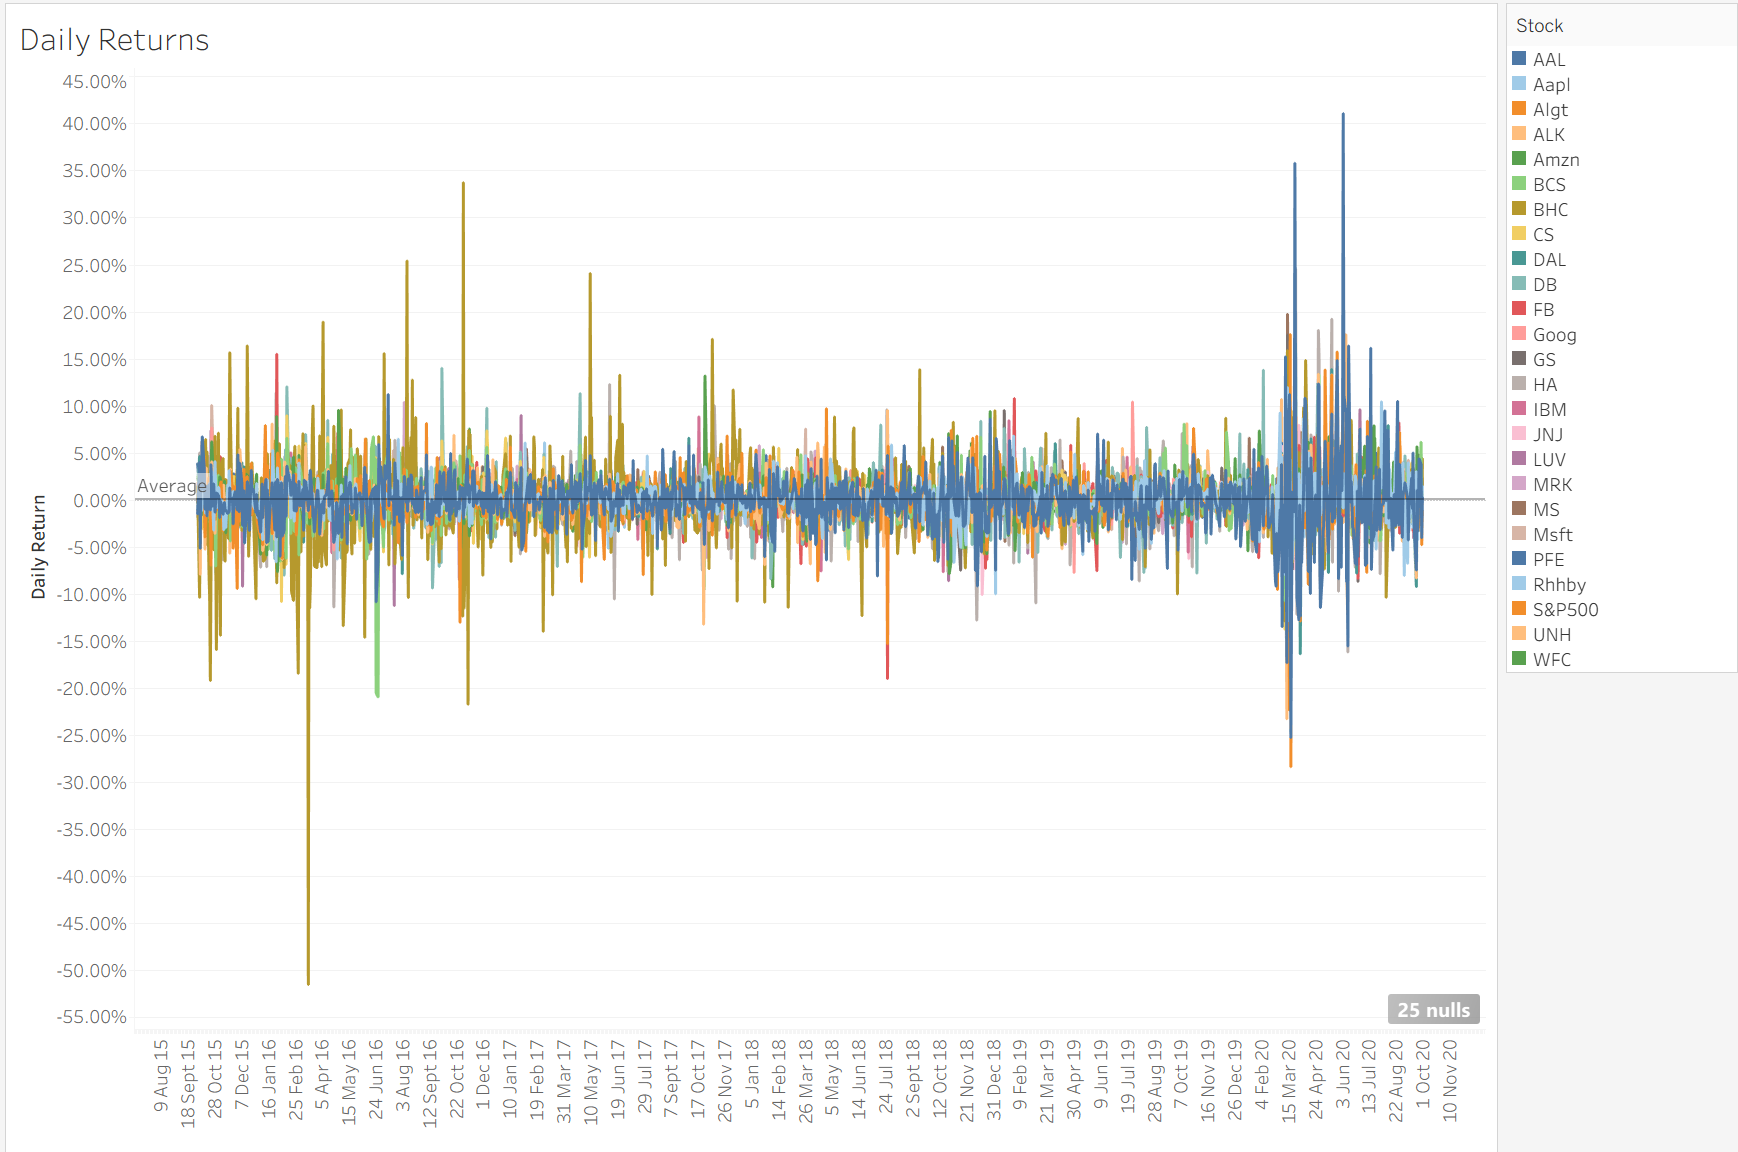 Daily Returns
45.00%
40.00%
35.00%
30.00%
25.00%
20.00%
15.00%
10.00%
5.00%
0.00%
-5.00%
-10.00%
-15.00%
-20.00%
-25.00%
-30.00%
-35.00%
-40.00%
-45.00%
-50.00%
-55.00%
Daily Return
Average
25 nulls
9 Aug 15
18 Sept 15
28 Oct 15
7 Dec 15
16 Jan 16
25 Feb 16
5 Apr 16
15 May 16
24 Jun 16
3 Aug 16
12 Sept 16
22 Oct 16
1 Dec 16
10 Jan 17
19 Feb 17
31 Mar 17
10 May 17
19 Jun 17
29 Jul 17
7 Sept 17
17 Oct 17
26 Nov 17
5 Jan 18
14 Feb 18
26 Mar 18
5 May 18
14 Jun 18
24 Jul 18
2 Sept 18
12 Oct 18
21 Nov 18
31 Dec 18
9 Feb 19
21 Mar 19
30 Apr 19
9 Jun 19
19 Jul 19
28 Aug 19
7 Oct 19
16 Nov 19
26 Dec 19
4 Feb 20
15 Mar 20
24 Apr 20
3 Jun 20
13 Jul 20
22 Aug 20
1 Oct 20
10 Nov 20
Stock
AAL
Aapl
Algt
ALK
Amzn
BCS
BHC
CS
DAL
DB
FB
Goog
GS
HA
IBM
JNJ
LUV
MRK
MS
Msft
PFE
Rhhby
S&P500
UNH
WFC